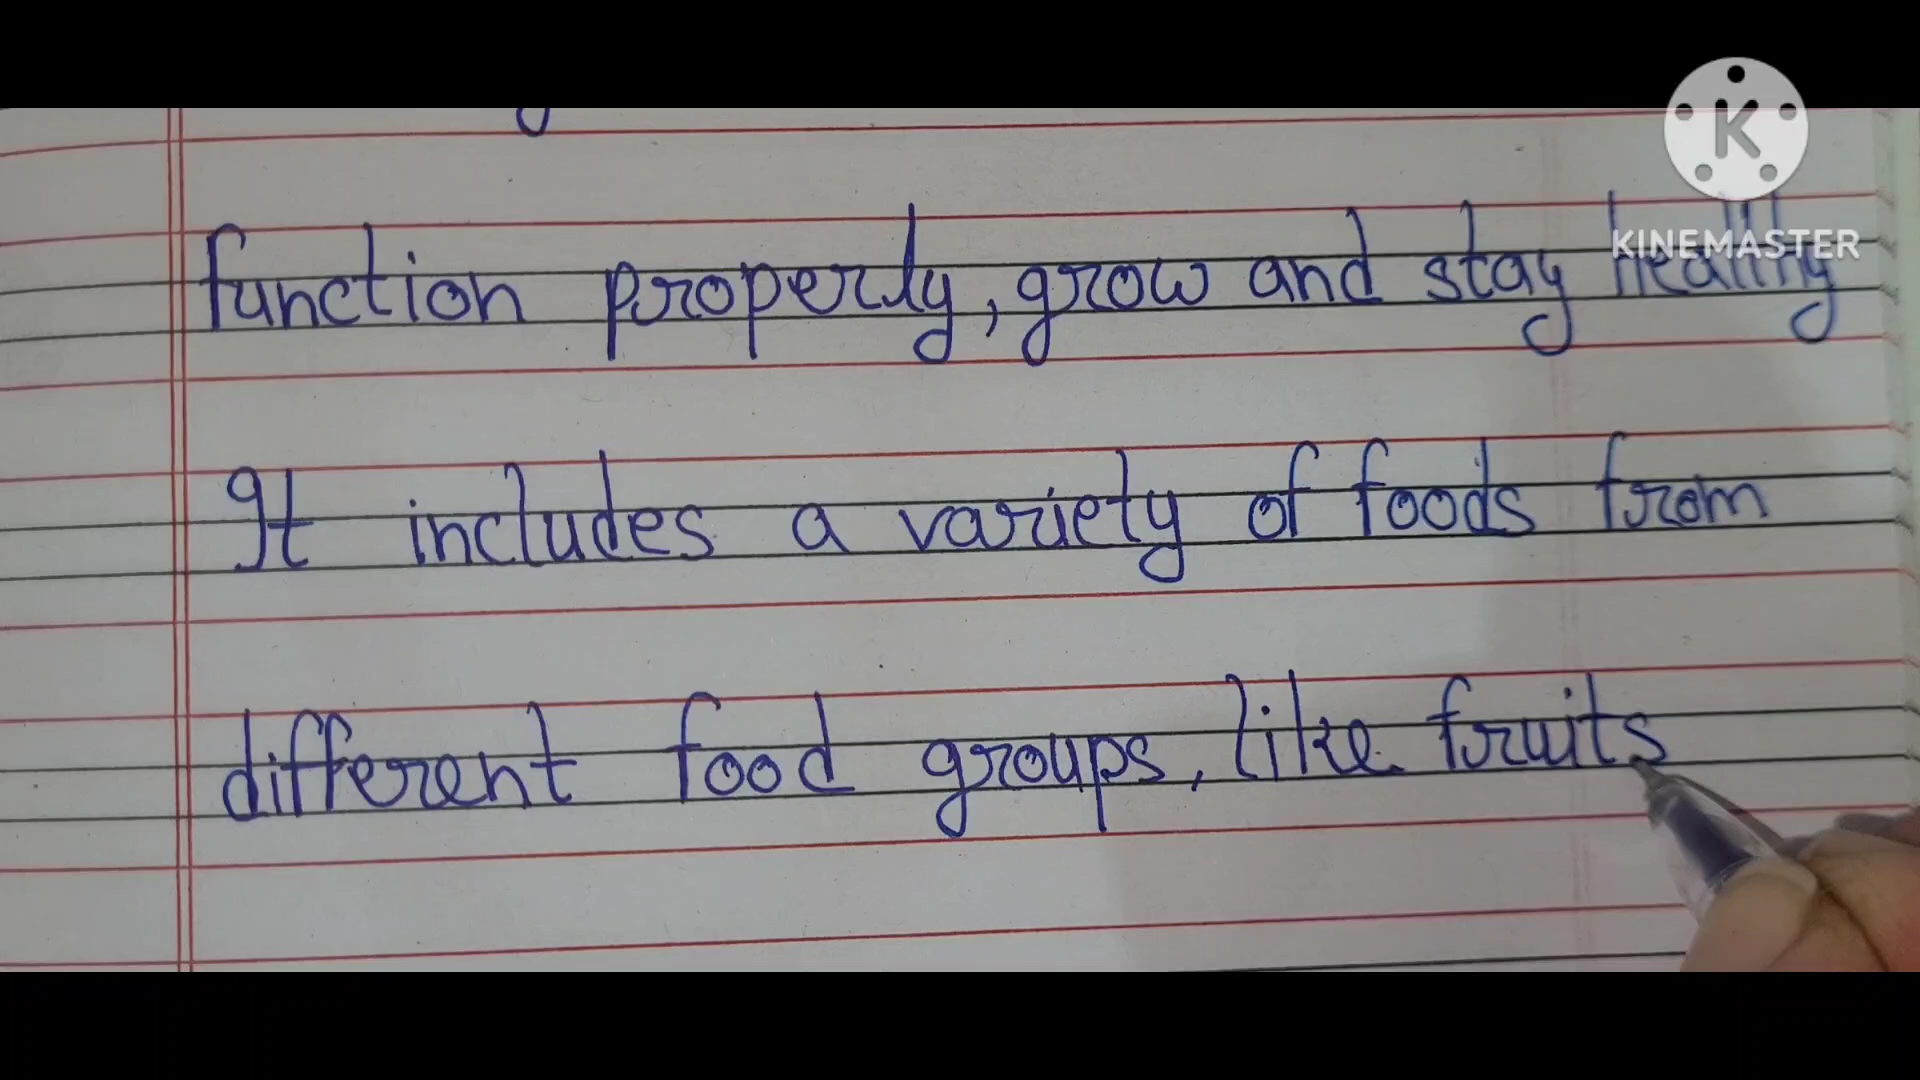 K
KINEMASTER
function properly, grow and stay healthy
It includes a variety of foods from
different food groups, like fruits